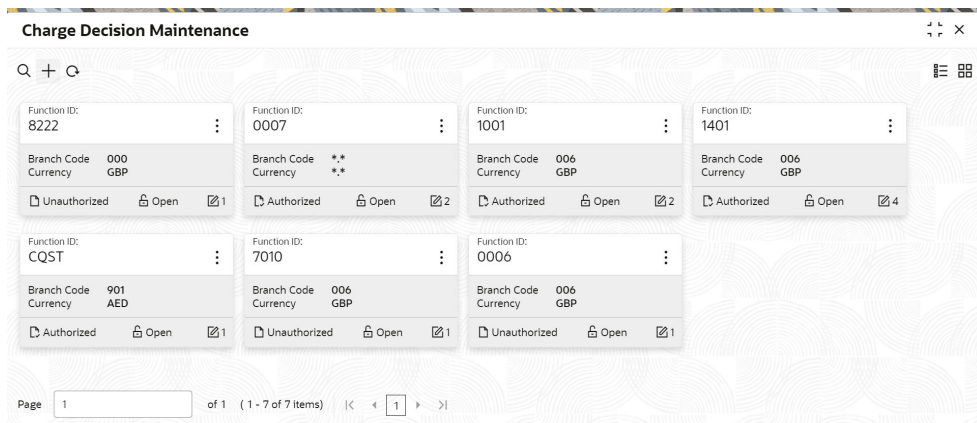 Charge Decision Maintenance
Function ID: Function ID: Function ID: Function ID:
8222 0007 1001 1401
Branch Code 000 Branch Code *.* Branch Code 006 Branch Code 006
Currency GBP Currency *.* Currency GBP Currency GBP
Unauthorized Open 1 Authorized Open 2 Authorized Open 2 Authorized Open 4
Function ID: Function ID: Function ID:
CQST 7010 0006
Branch Code 901 Branch Code 006 Branch Code 006
Currency AED Currency GBP Currency GBP
Authorized Open 1 Unauthorized Open 1 Unauthorized Open 1
Page 1 of 1 ( 1 - 7 of 7 items) 1